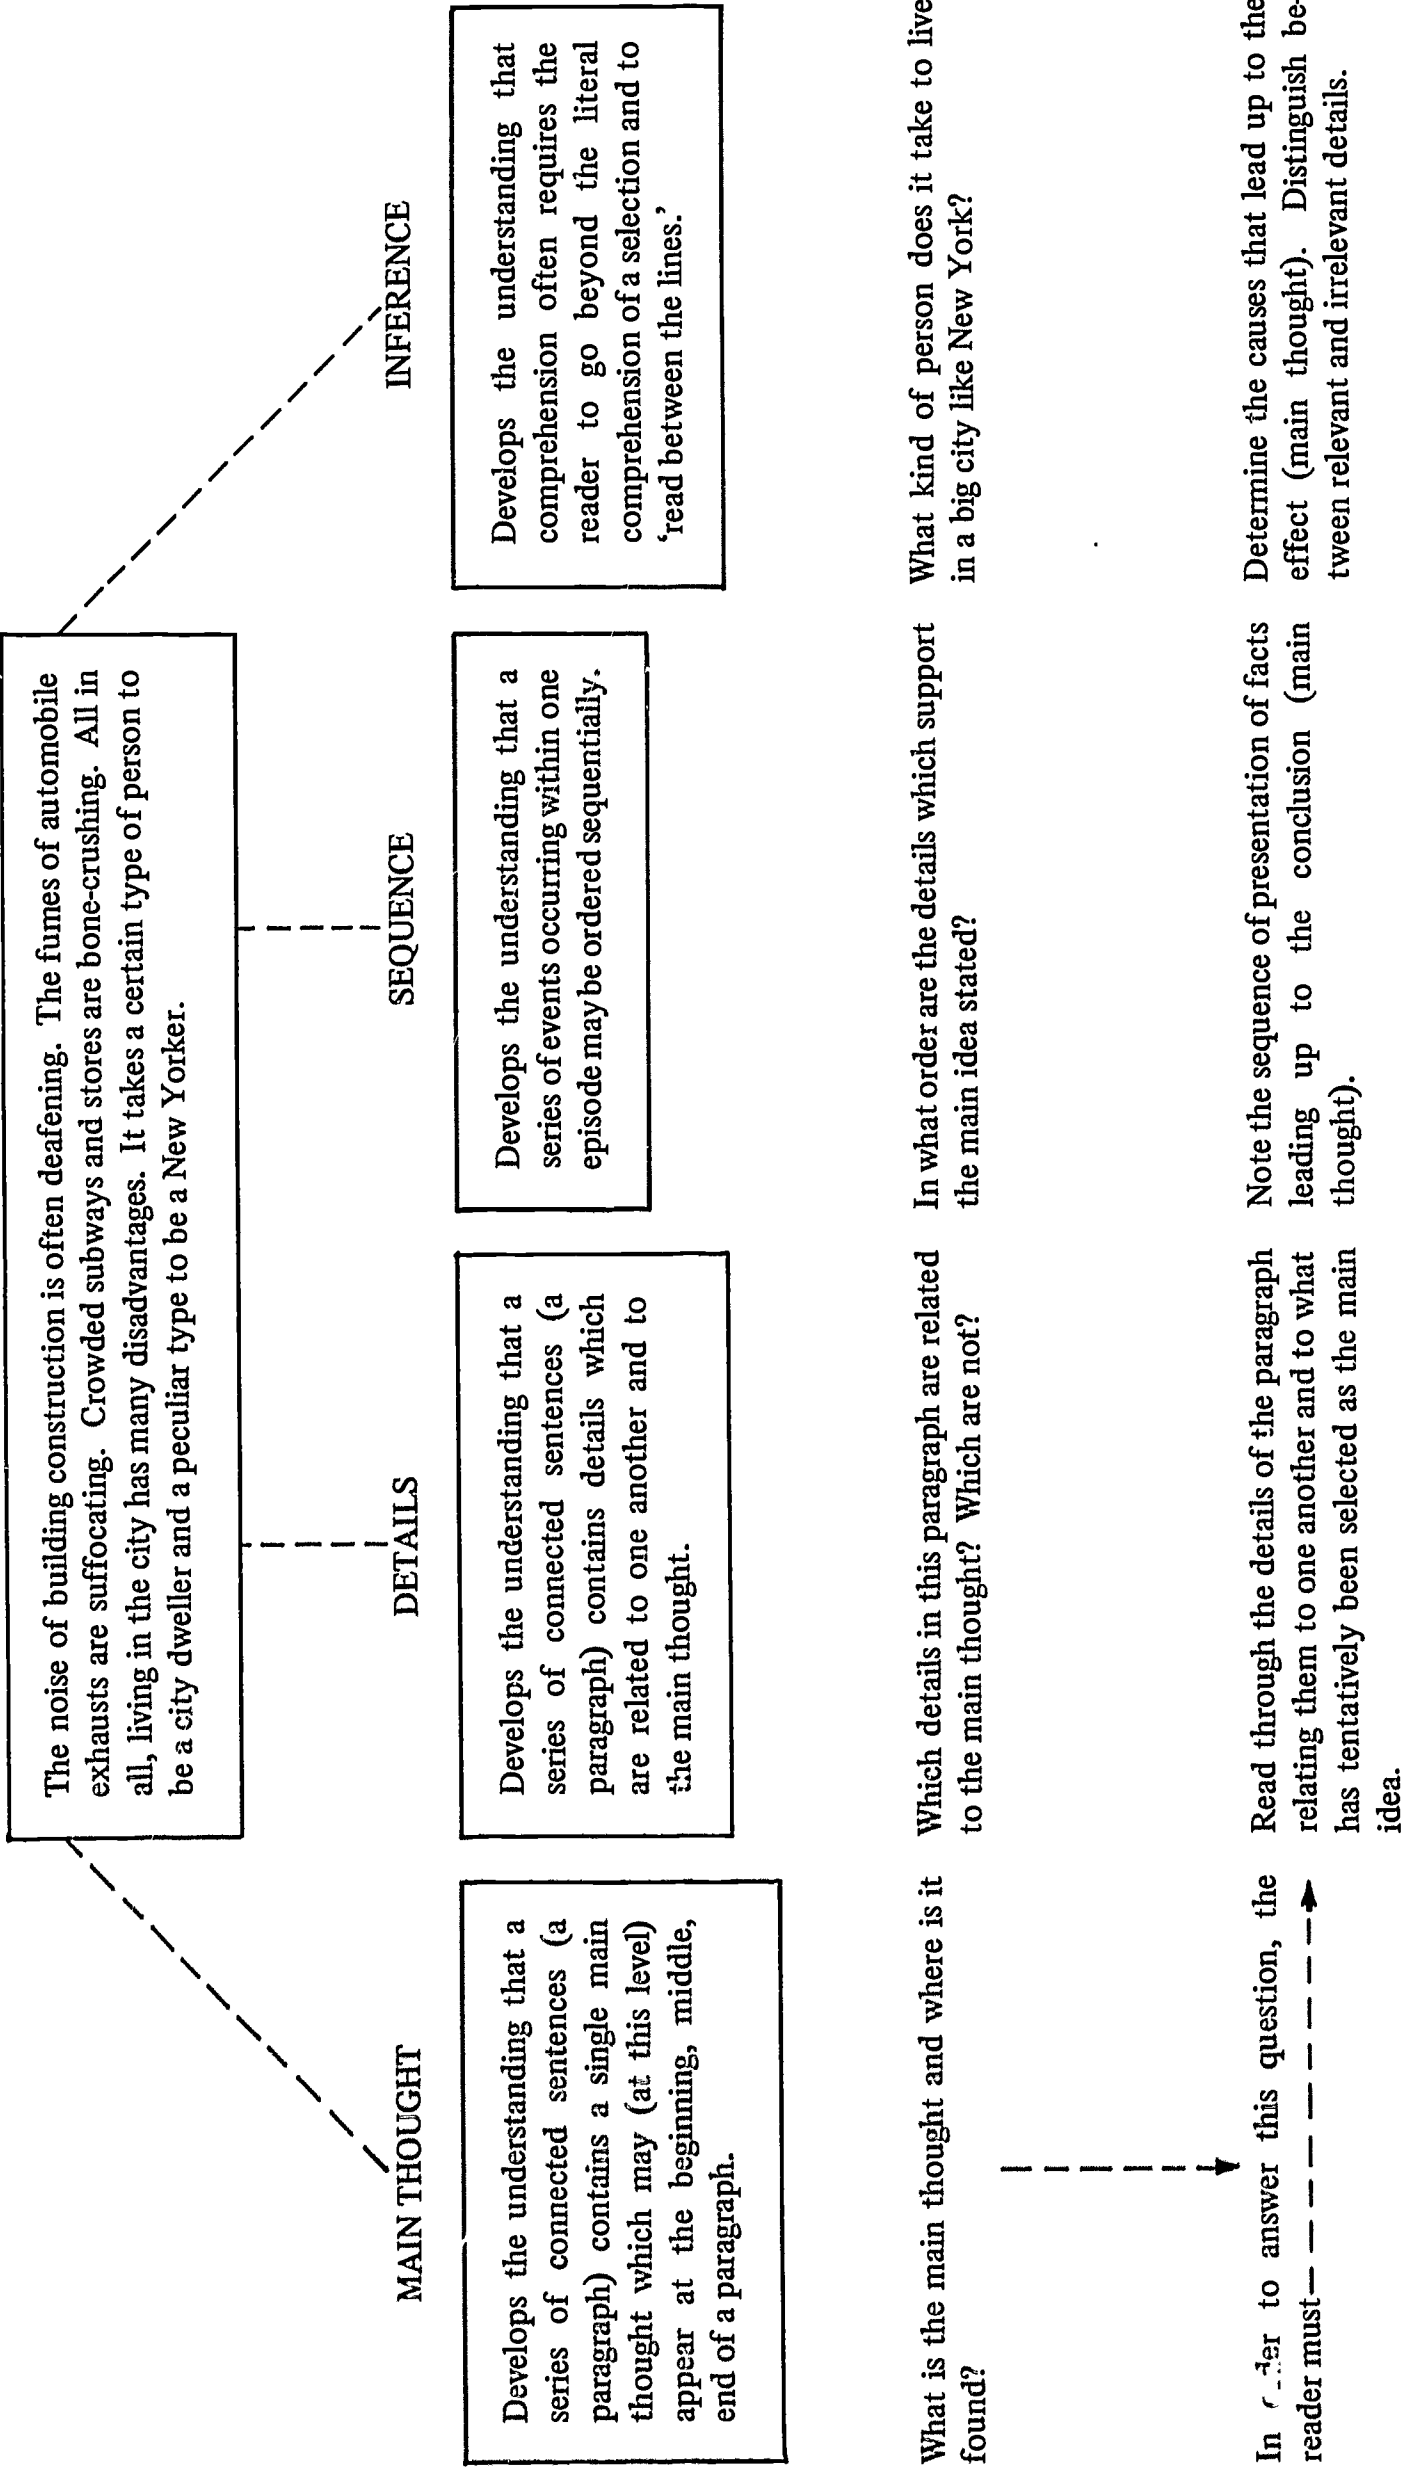 The noise of building construction is often deafening. The fumes of automobile
exhausts are suffocating. Crowded subways and stores are bone-crushing. All in
all, living in the city has many disadvantages. It takes a certain type of person to
be a city dweller and a peculiar type to be a New Yorker.
MAIN THOUGHT
Develops the understanding that a
series of connected sentences (a
paragraph) contains a single main
thought which may (at this level)
appear at the beginning, middle,
end of a paragraph.
What is the main thought and where is it
found?
In to answer this question, the
reader must
DETAILS
Develops the understanding that a
series of connected sentences (a
paragraph) contains details which
are related to one another and to
the main thought.
Which details in this paragraph are related
to the main thought? Which are not?
Read through the details of the paragraph
relating them to one another and to what
has tentatively been selected as the main
idea.
SEQUENCE
Develops the understanding that a
series of events occurring within one
episode may be ordered sequentially.
In what order are the details which support
the main idea stated?
Note the sequence of presentation of facts
leading up to the conclusion (main
thought).
INFERENCE
Develops the understanding that
comprehension often requires the
reader to go beyond the literal
comprehension of a selection and to
‘read between the lines.’
What kind of person does it take to live
in a big city like New York?
Determine the causes that lead up to the
effect (main thought). Distinguish be-
tween relevant and irrelevant details.